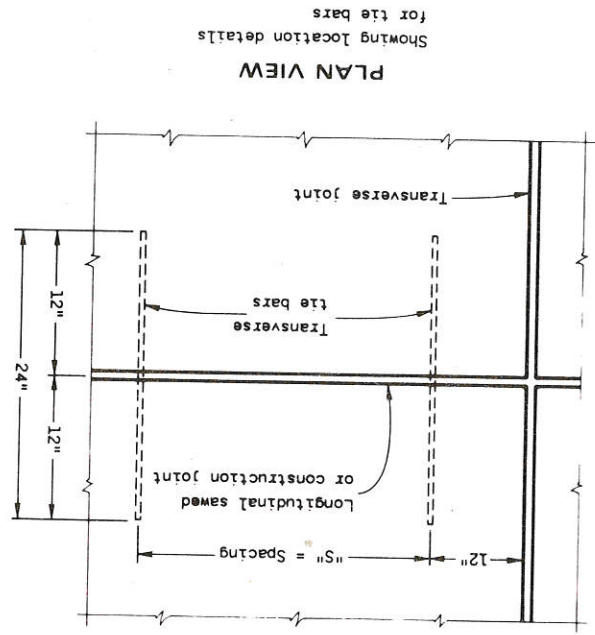 12"
"S" = Spacing
Longitudinal sawed
or construction joint
12"
24"
12"
Transverse
tie bars
Transverse joint
PLAN VIEW
Showing location details
for tie bars